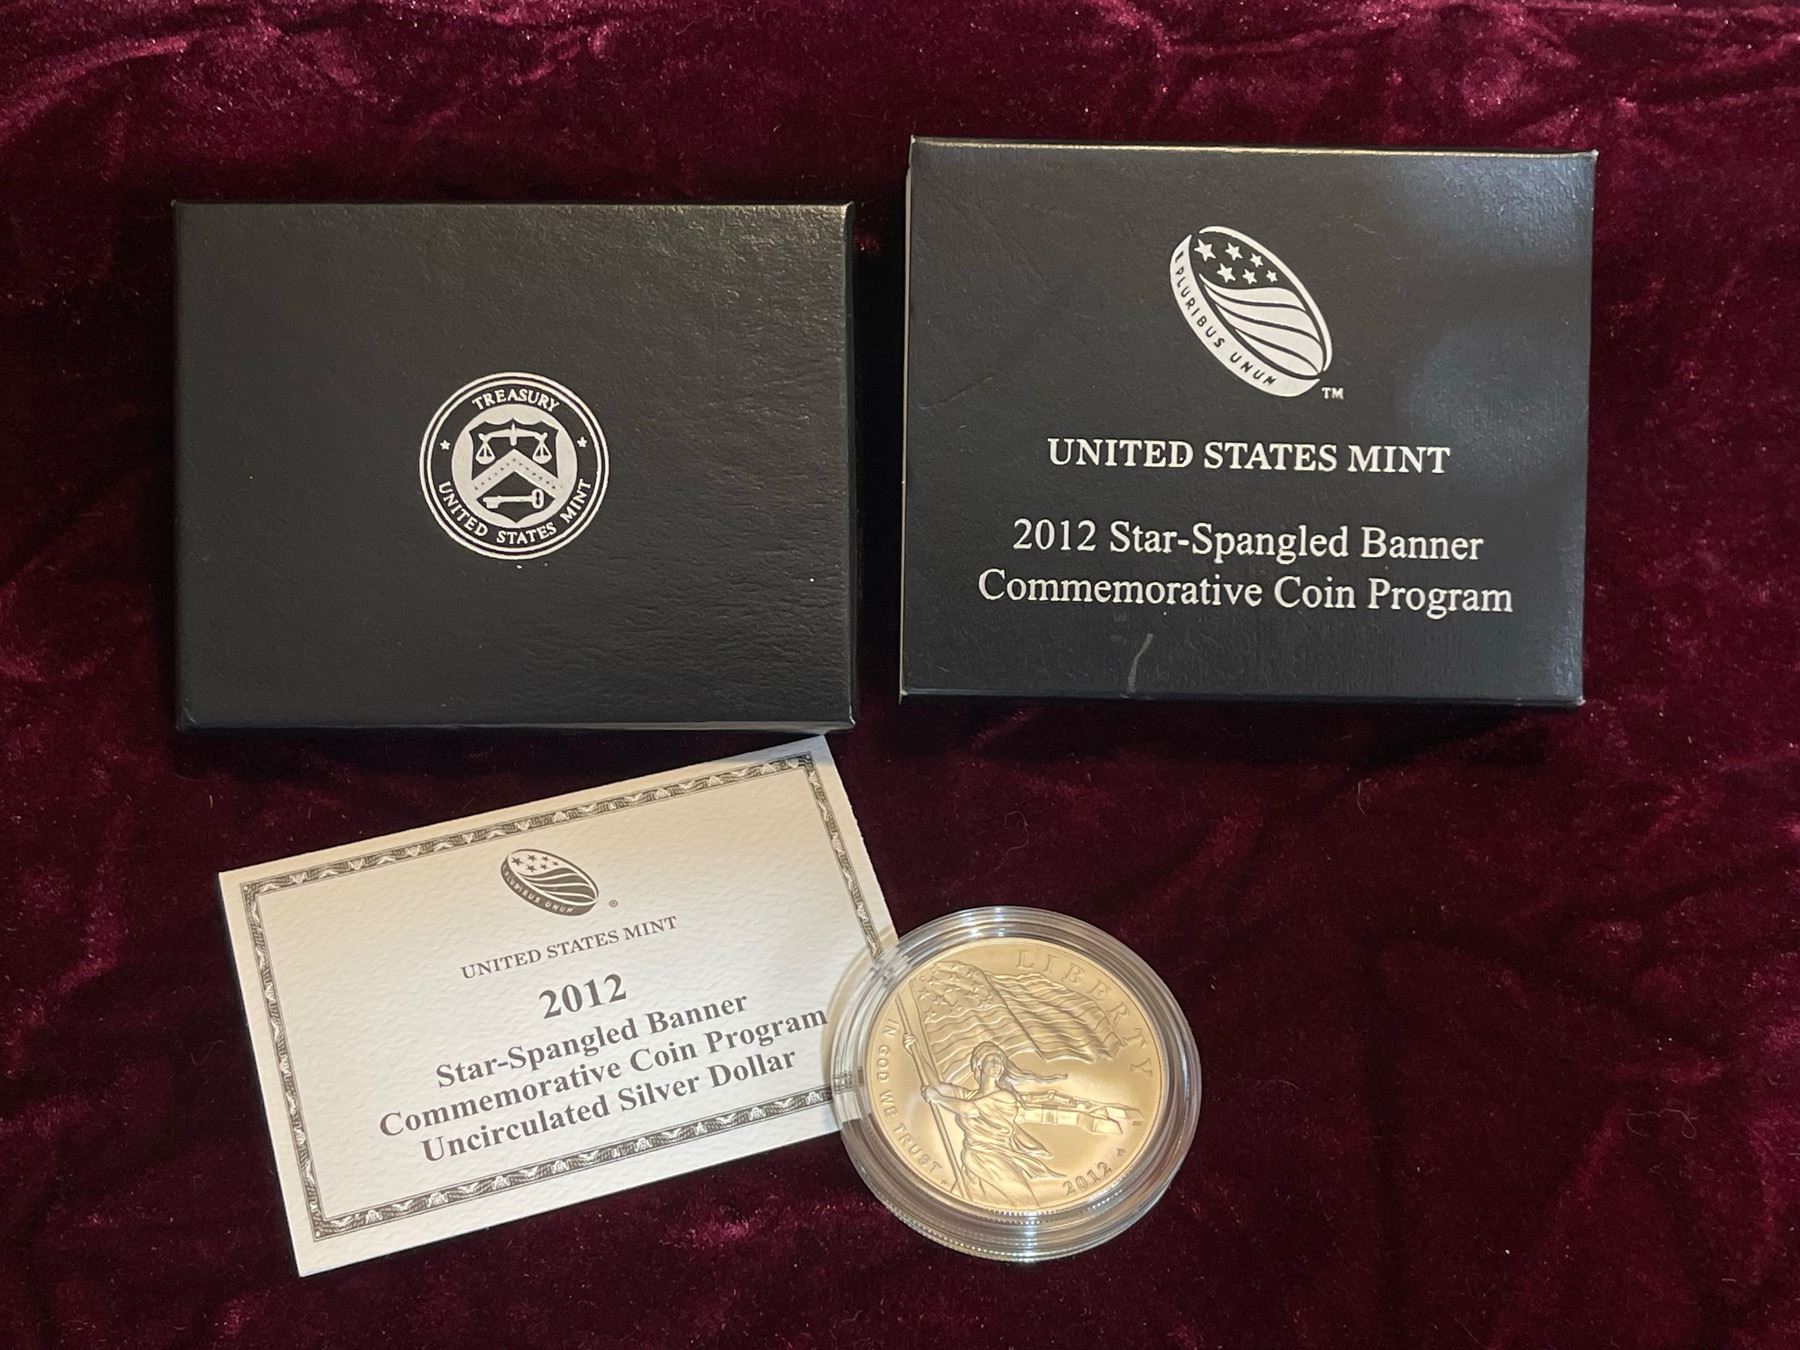 TREASURY
UNITED STATES MINT
PLURIBUS UNUM
TM
UNITED STATES MINT
2012 Star-Spangled Banner
Commemorative Coin Program
PLURIBUS UNUM
®
UNITED STATES MINT
2012
Star-Spangled Banner
Commemorative Coin Program
Uncirculated Silver Dollar
LIBERTY
IN GOD WE TRUST
2012